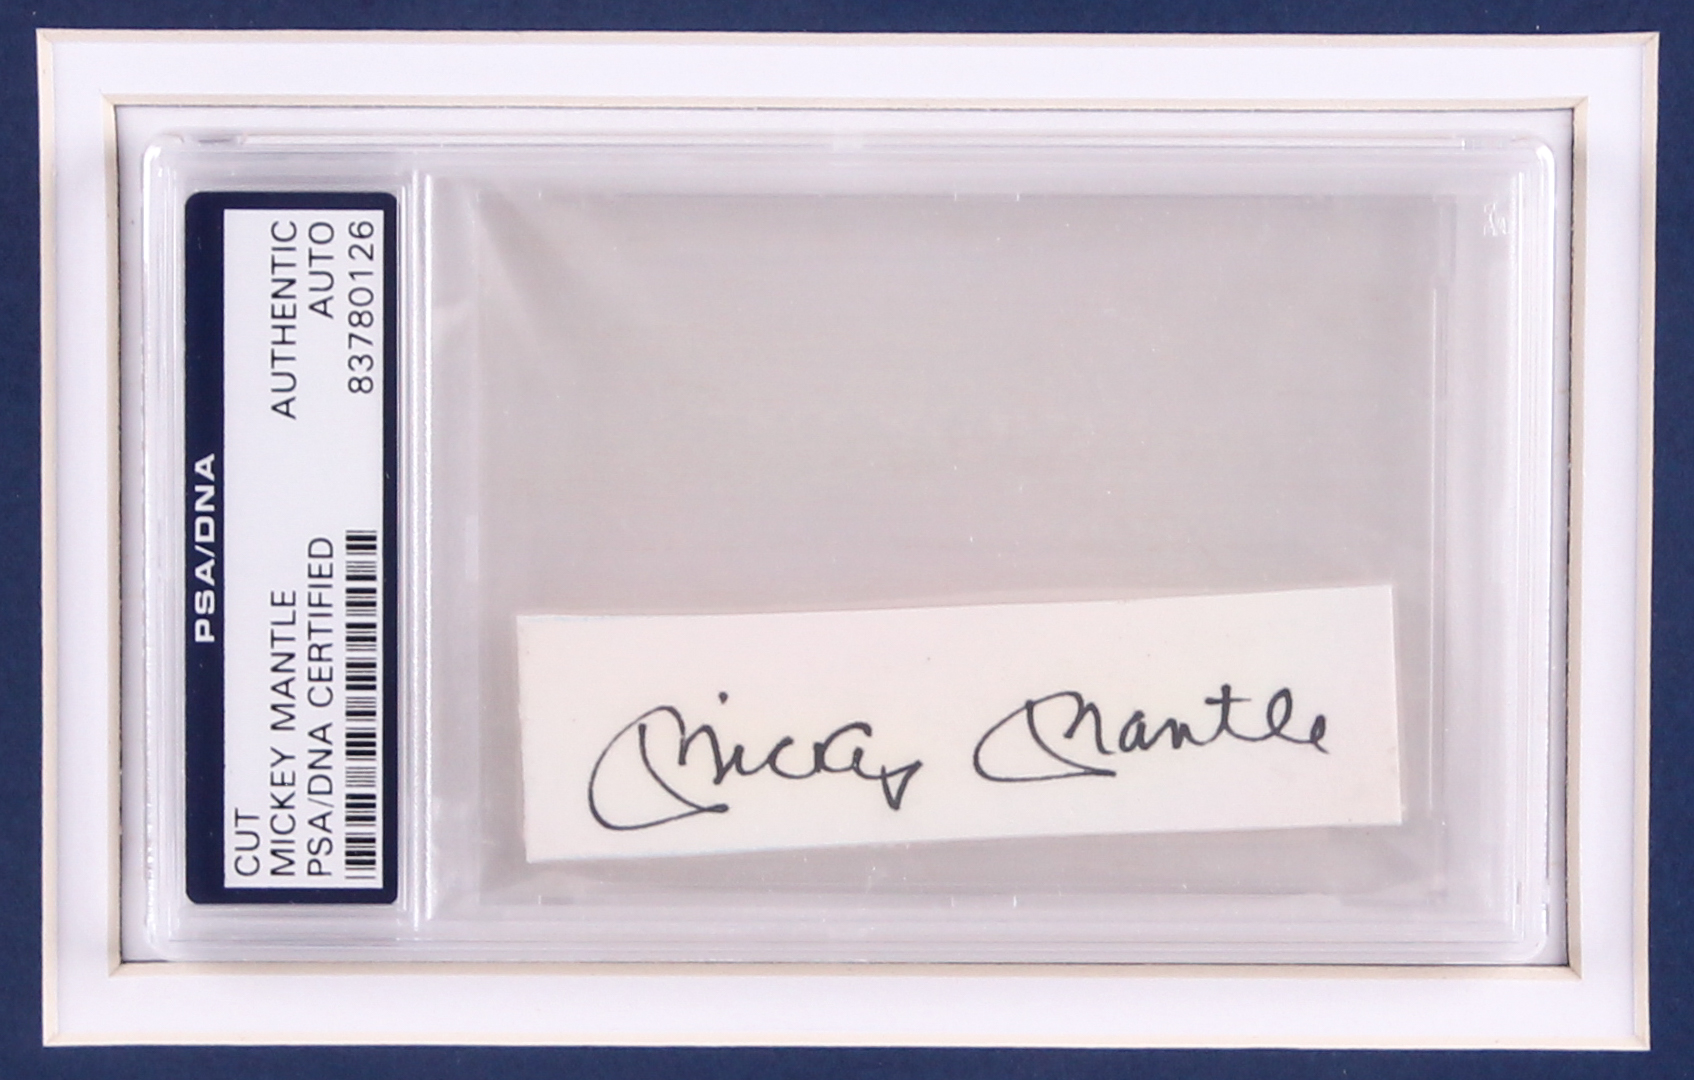 PSA/DNA
CUT
MICKEY MANTLE AUTHENTIC
PSA/DNA CERTIFIED AUTO
83780126
Mickey Mantle